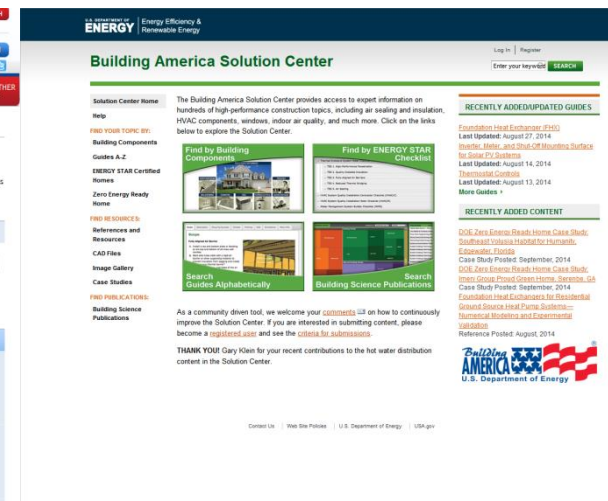 U.S. DEPARTMENT OF
ENERGY
Energy Efficiency &
Renewable Energy
Building America Solution Center
Log In | Register
Enter your keyword
SEARCH
Solution Center Home
Help
FIND YOUR TOPIC BY:
Building Components
Guides A-Z
ENERGY STAR Certified
Homes
Zero Energy Ready
Home
FIND RESOURCES:
References and
Resources
CAD Files
Image Gallery
Case Studies
FIND PUBLICATIONS:
Building Science
Publications
The Building America Solution Center provides access to expert information on
hundreds of high-performance construction topics, including air sealing and insulation,
HVAC components, windows, indoor air quality, and much more. Click on the links
below to explore the Solution Center.
Find by Building
Components
Find by ENERGY STAR
Checklist
Search
Guides Alphabetically
Search
Building Science Publications
As a community driven tool, we welcome your comments on how to continuously
improve the Solution Center. If you are interested in submitting content, please
become a registered user and see the criteria for submissions.
THANK YOU! Gary Klein for your recent contributions to the hot water distribution
content in the Solution Center.
RECENTLY ADDED/UPDATED GUIDES
Foundation Heat Exchanger (FHX)
Last Updated: August 27, 2014
Inverter, Meter, and Shut-Off Mounting Surface
for Solar PV Systems
Last Updated: August 14, 2014
Thermostat Controls
Last Updated: August 13, 2014
More Guides
RECENTLY ADDED CONTENT
DOE Zero Energy Ready Home Case Study:
Southeast Volusia Habitat for Humanity,
Edgewater, Florida
Case Study Posted: September, 2014
DOE Zero Energy Ready Home Case Study:
Imery Group Proud Green Home, Serenbe, GA
Case Study Posted: September, 2014
Foundation Heat Exchangers for Residential
Ground Source Heat Pump Systems—
Numerical Modeling and Experimental
Validation
Reference Posted: August, 2014
Building
AMERICA
U.S. Department of Energy
Contact Us | Web Site Policies | U.S. Department of Energy | USA.gov